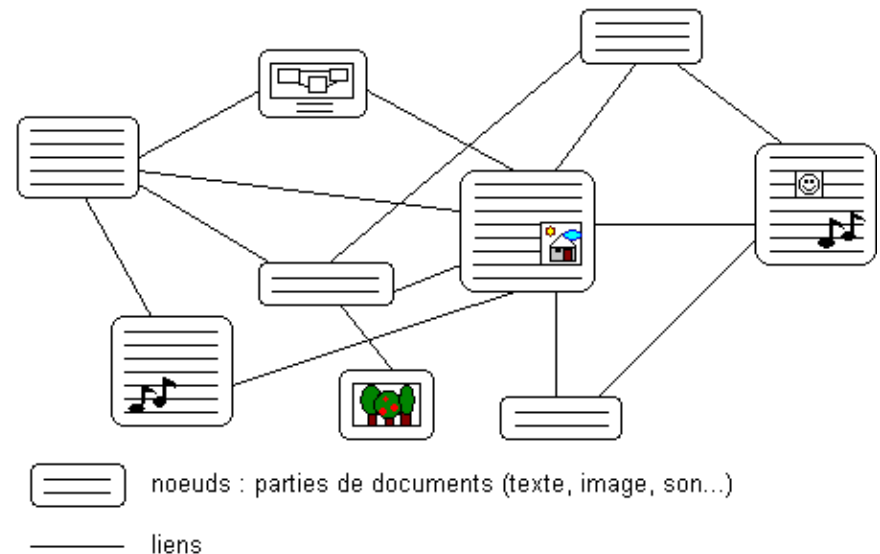 noeuds : parties de documents (texte, image, son...)
liens